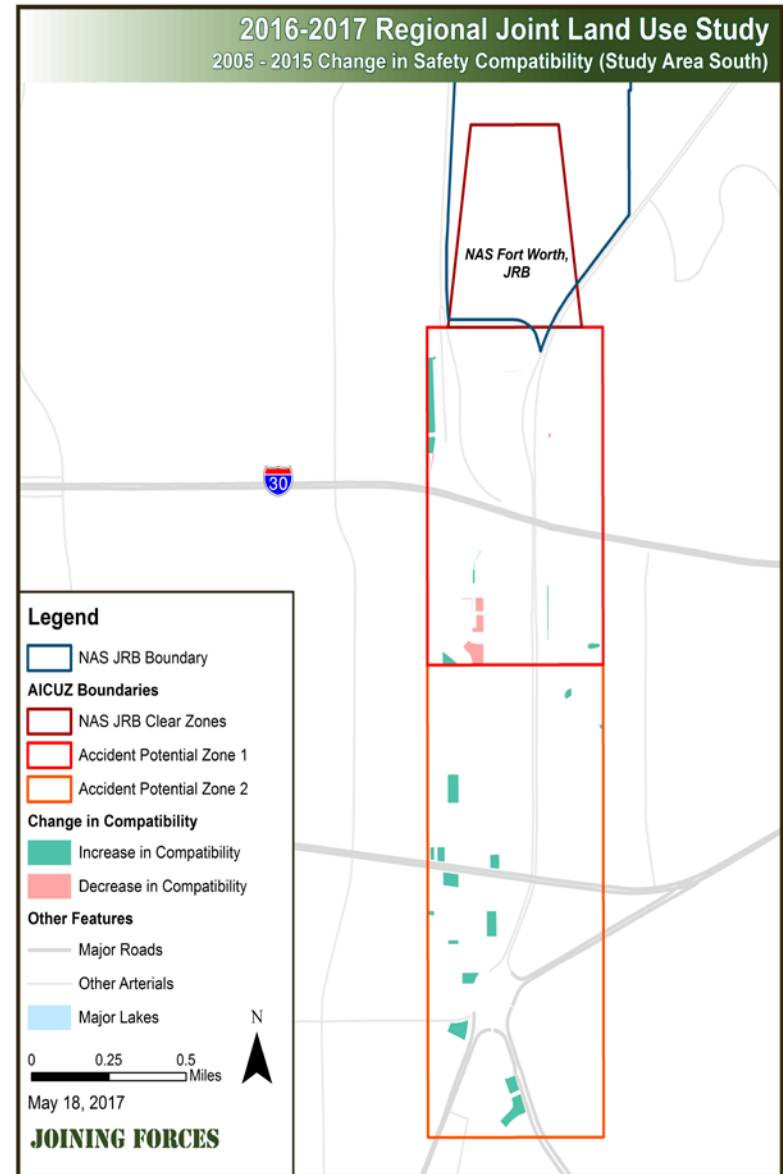 2016-2017 Regional Joint Land Use Study
2005 - 2015 Change in Safety Compatibility (Study Area South)
NAS Fort Worth,
JRB
30
Legend
NAS JRB Boundary
AICUZ Boundaries
NAS JRB Clear Zones
Accident Potential Zone 1
Accident Potential Zone 2
Change in Compatibility
Increase in Compatibility
Decrease in Compatibility
Other Features
Major Roads
Other Arterials
Major Lakes
N
0 0.25 0.5
Miles
May 18, 2017
JOINING FORCES